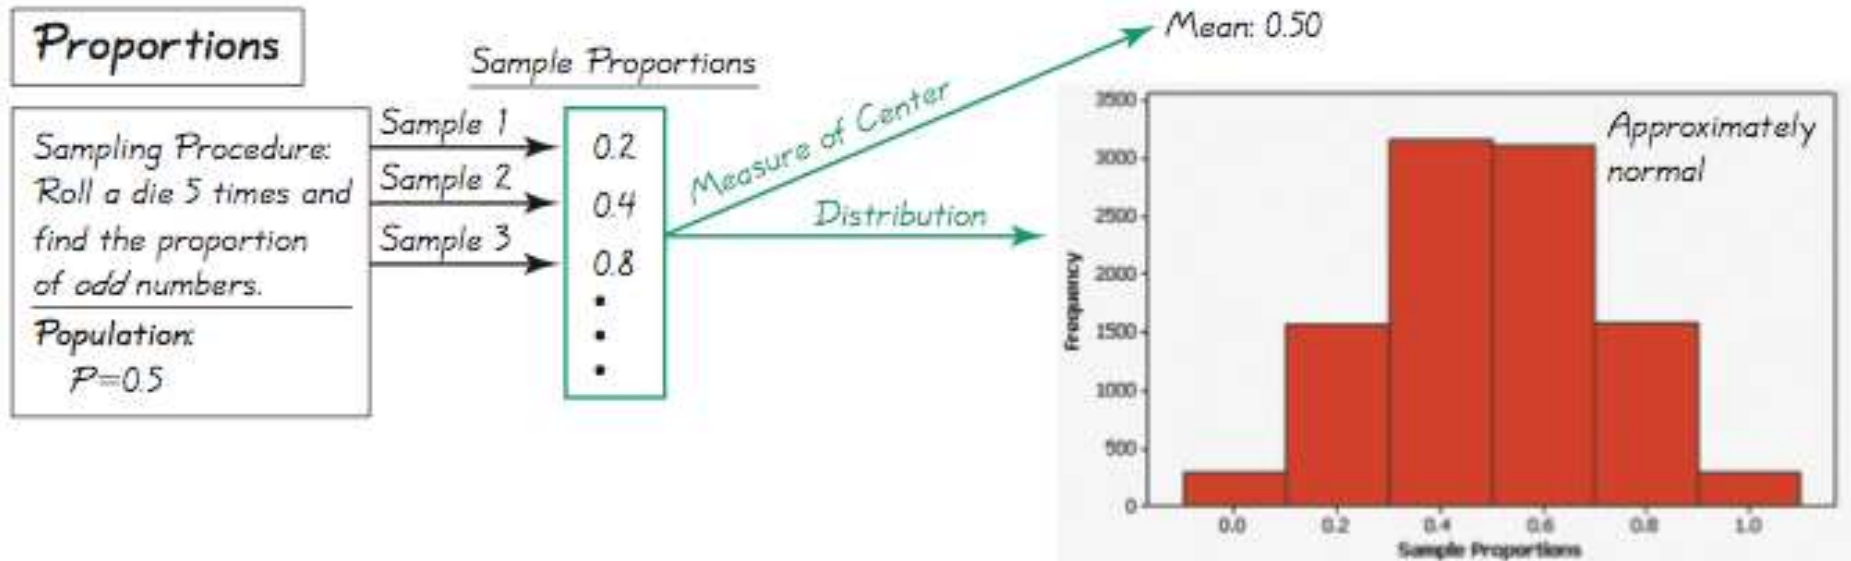 Proportions
Sample Proportions
Mean: 0.50
Sampling Procedure:
Roll a die 5 times and
find the proportion
of odd numbers.
Population:
P=0.5
Sample 1
Sample 2
Sample 3
0.2
0.4
0.8
Measure of Center
Distribution
Approximately
normal
Frequency
3500
3000
2500
2000
1500
1000
500
0
0.0 0.2 0.4 0.6 0.8 1.0
Sample Proportions